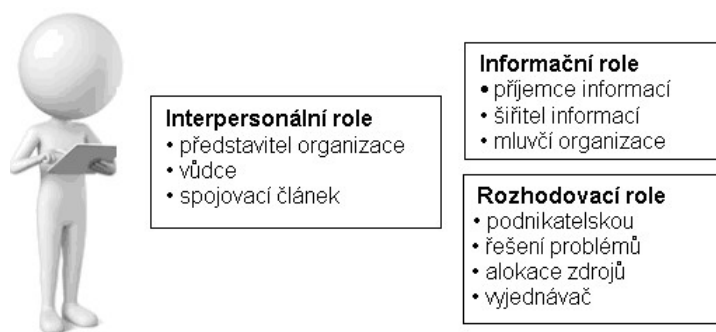 Interpersonální role
• představitel organizace
• vůdce
• spojovací článek
Informační role
• příjemce informací
• šiřitel informací
• mluvčí organizace
Rozhodovací role
• podnikatelskou
• řešení problémů
• alokace zdrojů
• vyjednávač